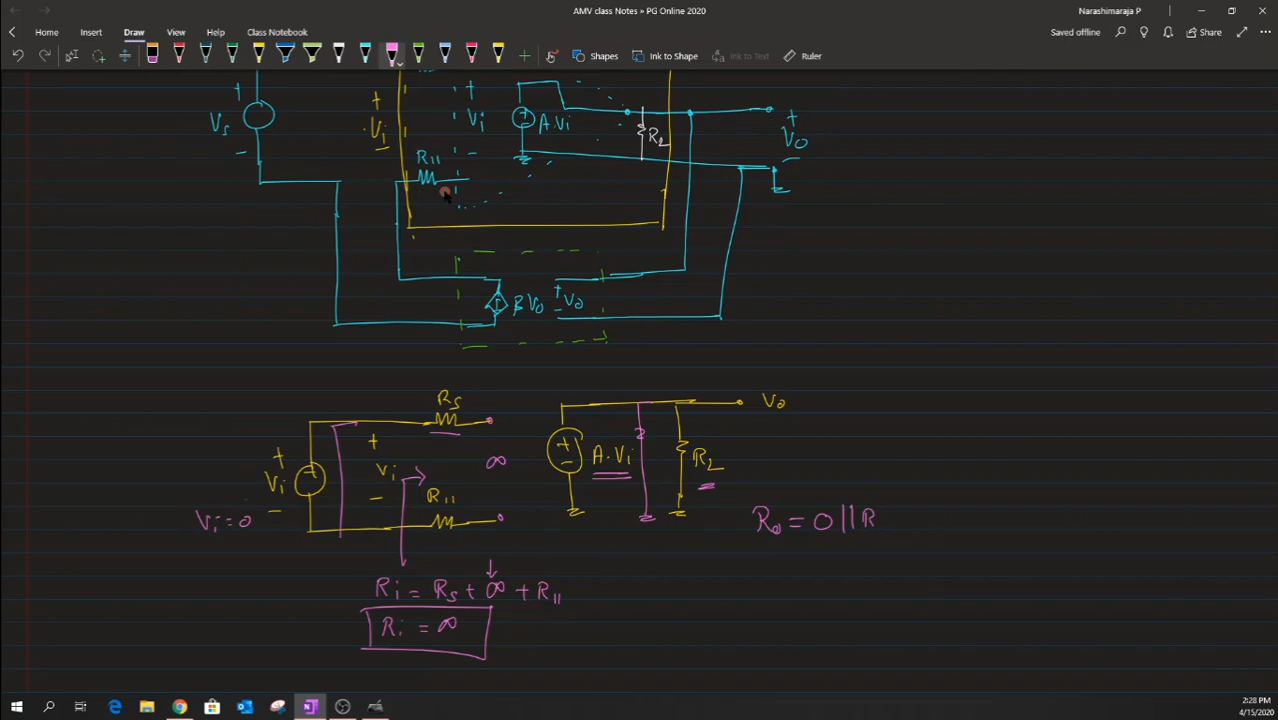 AMV class Notes » PG Online 2020
Narashimaraja P
Home Insert Draw View Help Class Notebook
Saved offline
Share
Shapes
Ink to Shape
Ink to Text
Ruler
+
Vs
-
+
Vi
-
+
Vi
-
R11
+
-
A.Vi
R2
+
Vo
-
βVo
+
Vo
-
Rs
+
Vi
-
+
Vi
-
∞
R11
Vi=0
+
-
A.Vi
RL
Vo
Ro = 0||R
Ri = Rs + ∞ + R11
Ri = ∞
2:28 PM
4/15/2020